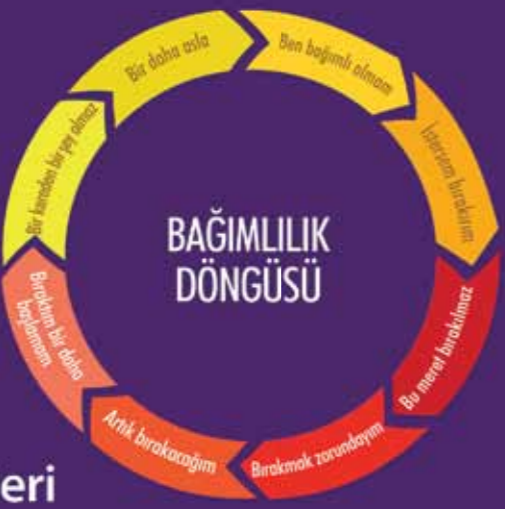 Bir daha asla
Ben bağımlı olmam
İstersem bırakırım
Bu meret bırakılmaz
Bırakmak zorundayım
Artık bırakacağım
Bıraktım bir daha
başlamam
Bir kereden bir şey olmaz
BAĞIMLILIK
DÖNGÜSÜ
eri